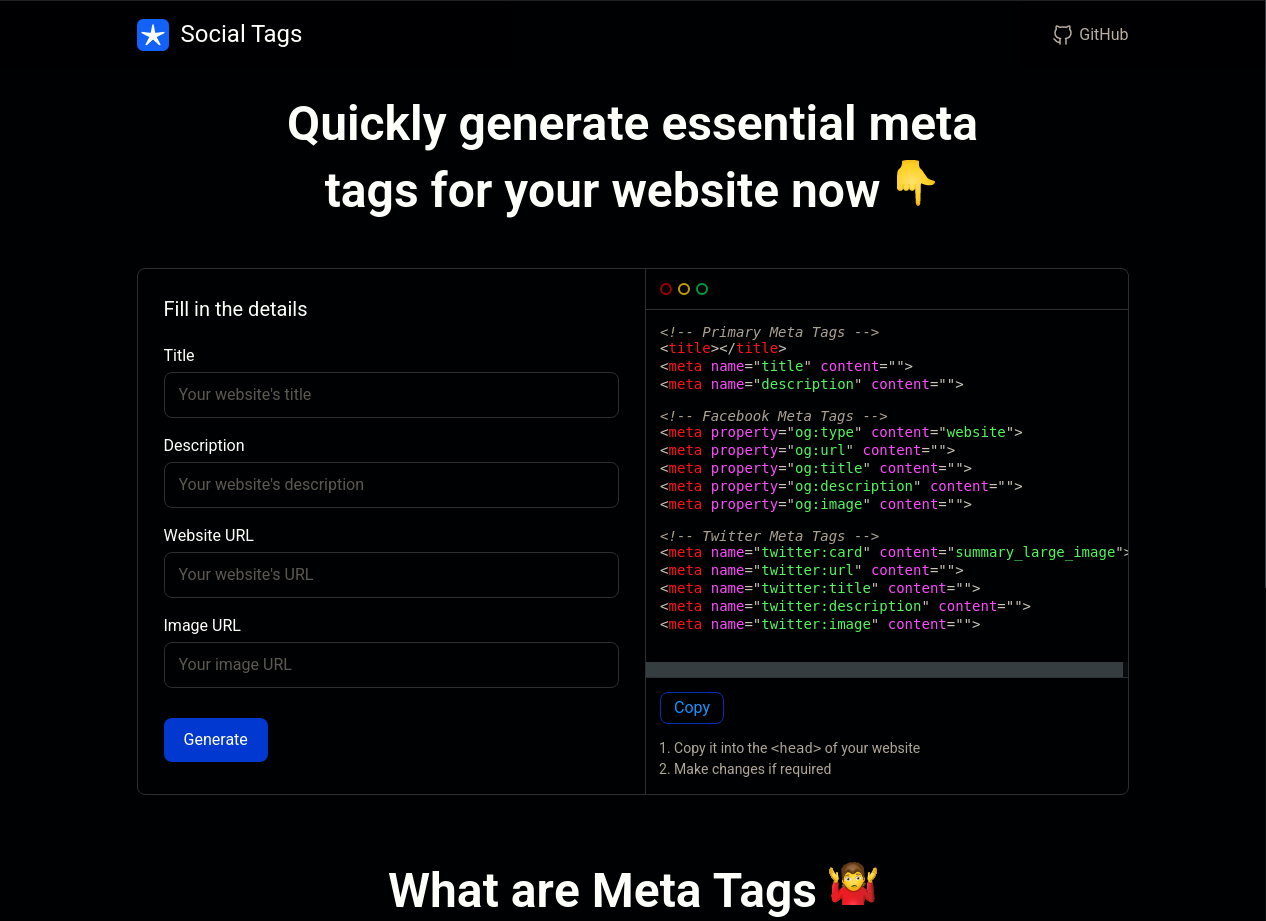 Social Tags
GitHub
Quickly generate essential meta
tags for your website now 👇
Fill in the details
Title
Your website's title
Description
Your website's description
Website URL
Your website's URL
Image URL
Your image URL
Generate
<!-- Primary Meta Tags -->
<title></title>
<meta name="title" content="">
<meta name="description" content="">
<!-- Facebook Meta Tags -->
<meta property="og:type" content="website">
<meta property="og:url" content="">
<meta property="og:title" content="">
<meta property="og:description" content="">
<meta property="og:image" content="">
<!-- Twitter Meta Tags -->
<meta name="twitter:card" content="summary_large_image">
<meta name="twitter:url" content="">
<meta name="twitter:title" content="">
<meta name="twitter:description" content="">
<meta name="twitter:image" content="">
Copy
1. Copy it into the <head> of your website
2. Make changes if required
What are Meta Tags 🤷